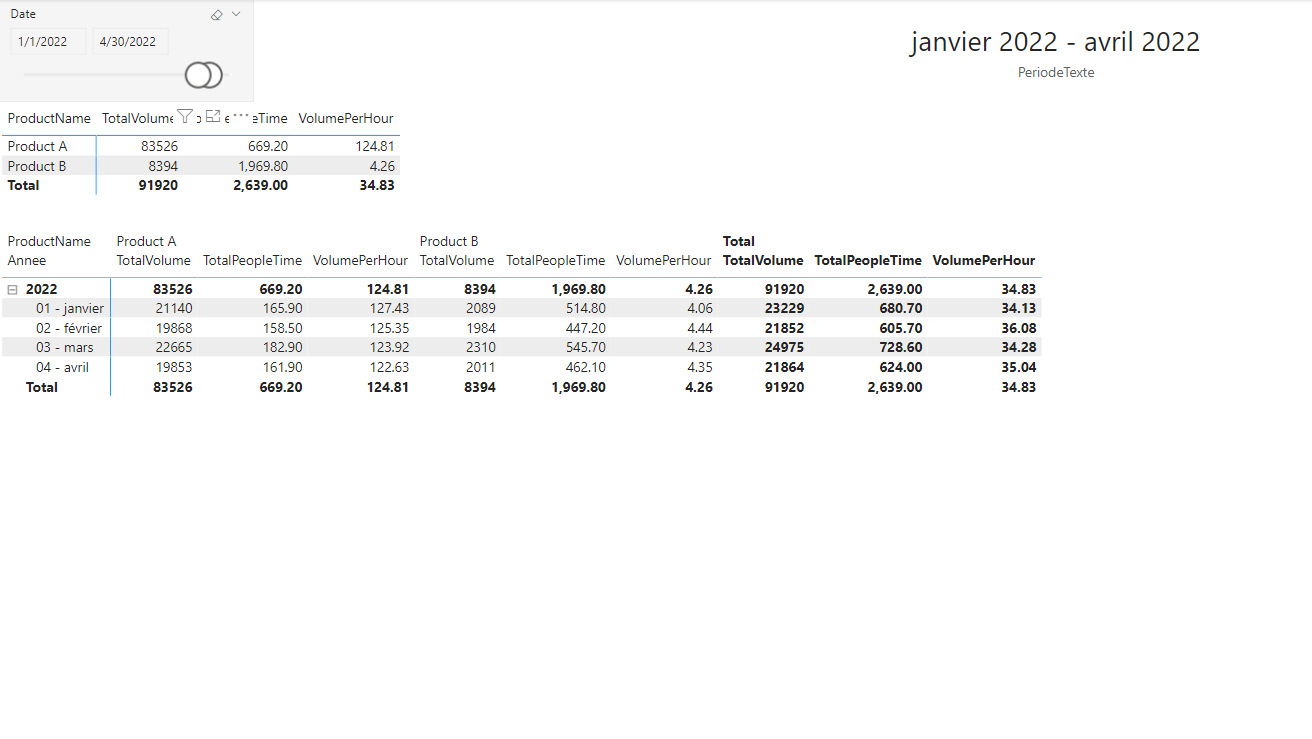 Date
1/1/2022 4/30/2022
janvier 2022 - avril 2022
PeriodeTexte
ProductName TotalVolume eTime VolumePerHour
Product A 83526 669.20 124.81
Product B 8394 1,969.80 4.26
Total 91920 2,639.00 34.83
ProductName Product A Product B Total
Annee TotalVolume TotalPeopleTime VolumePerHour TotalVolume TotalPeopleTime VolumePerHour TotalVolume TotalPeopleTime VolumePerHour
2022 83526 669.20 124.81 8394 1,969.80 4.26 91920 2,639.00 34.83
01 - janvier 21140 165.90 127.43 2089 514.80 4.06 23229 680.70 34.13
02 - février 19868 158.50 125.35 1984 447.20 4.44 21852 605.70 36.08
03 - mars 22665 182.90 123.92 2310 545.70 4.23 24975 728.60 34.28
04 - avril 19853 161.90 122.63 2011 462.10 4.35 21864 624.00 35.04
Total 83526 669.20 124.81 8394 1,969.80 4.26 91920 2,639.00 34.83